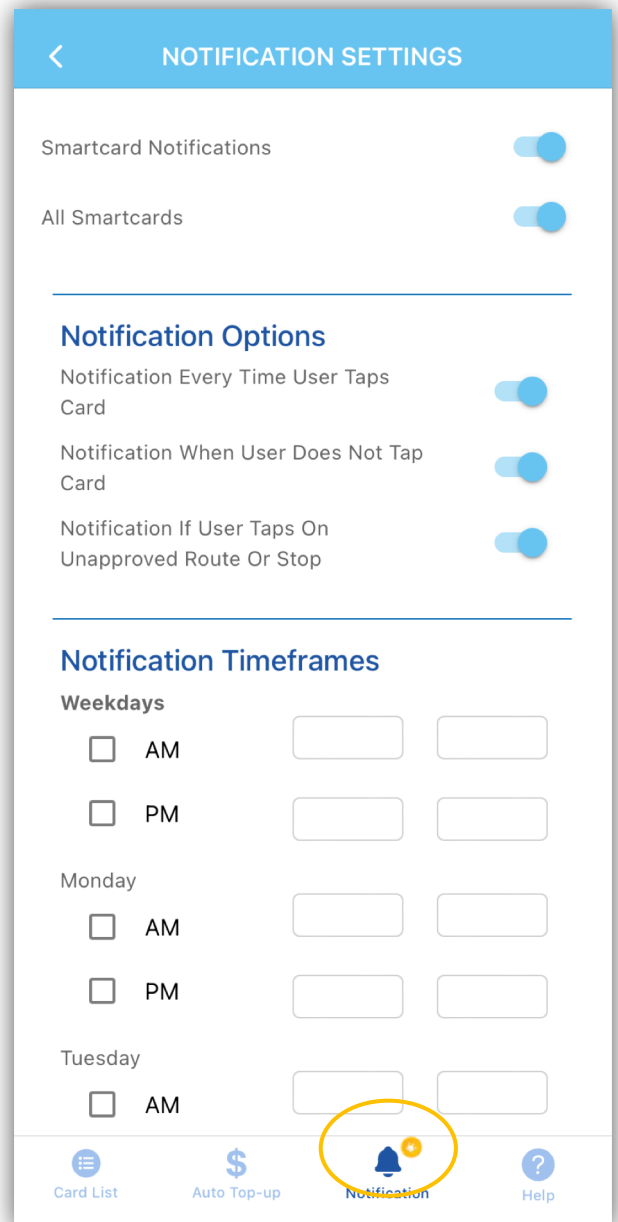 NOTIFICATION SETTINGS
Smartcard Notifications
All Smartcards
Notification Options
Notification Every Time User Taps
Card
Notification When User Does Not Tap
Card
Notification If User Taps On
Unapproved Route Or Stop
Notification Timeframes
Weekdays
AM
PM
Monday
AM
PM
Tuesday
AM
Card List
Auto Top-up
Notification
Help